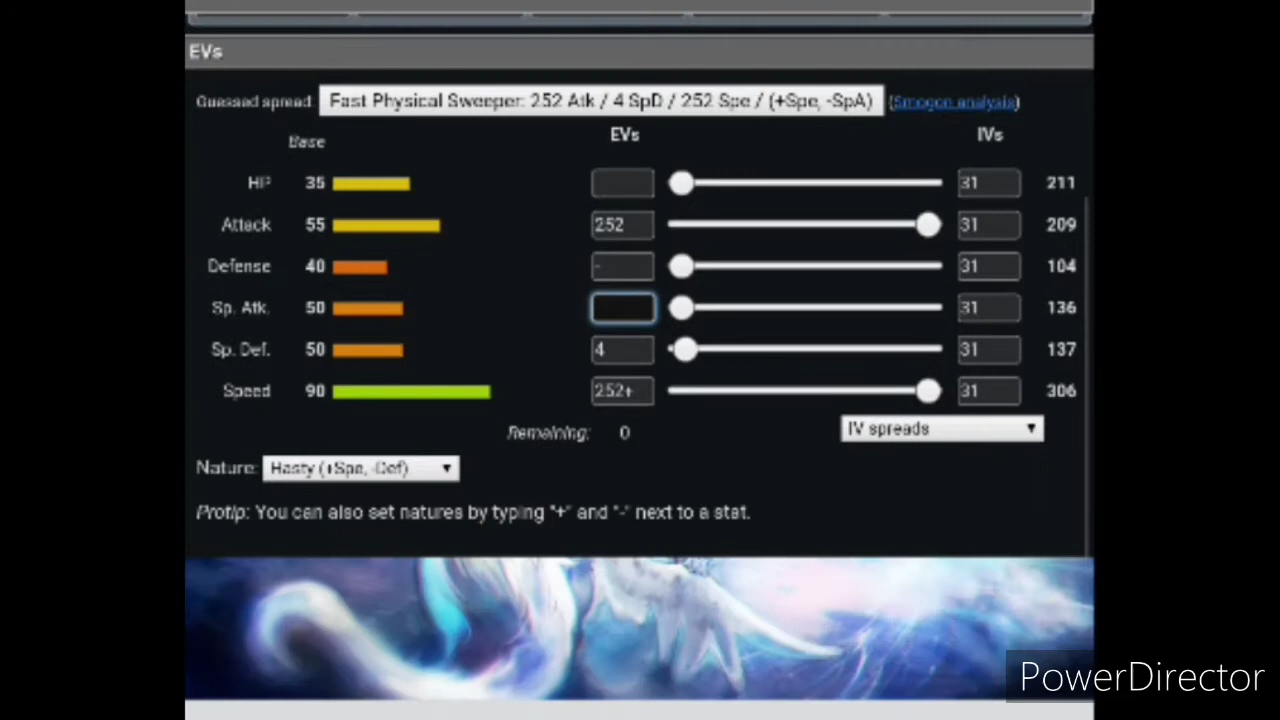 EVs
Guessed spread: Fast Physical Sweeper: 252 Atk / 4 SpD / 252 Spe / (+Spe, -SpA) (Smogon analysis)
Base EVs IVs
HP 35 31 211
Attack 55 252 31 209
Defense 40 - 31 104
Sp. Atk. 50 31 136
Sp. Def. 50 4 31 137
Speed 90 252+ 31 306
Remaining: 0 IV spreads
Nature: Hasty (+Spe, -Def)
Protip: You can also set natures by typing "+" and "-" next to a stat.
PowerDirector